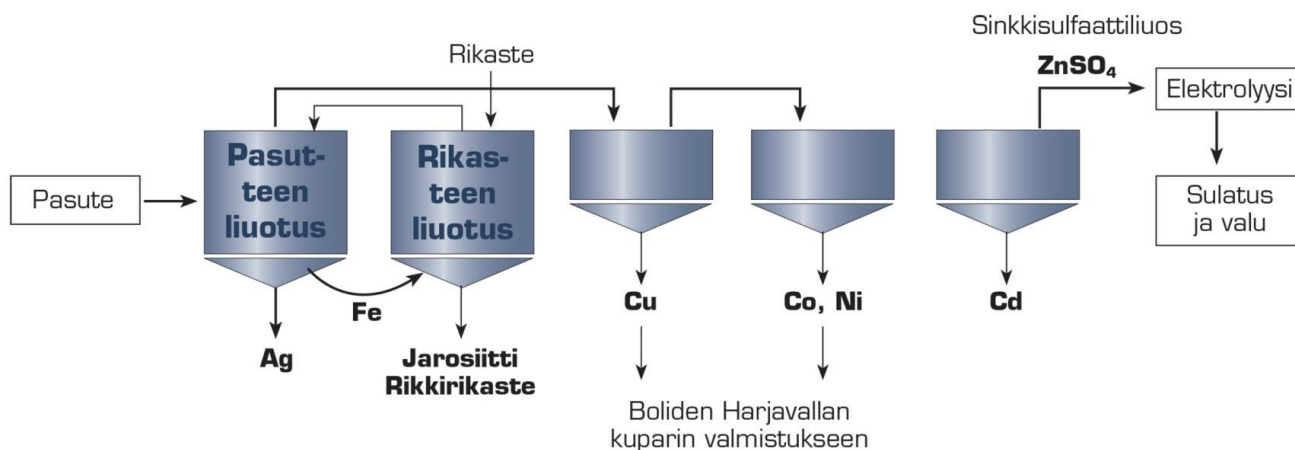 Sinkkisulfaattiliuos
ZnSO₄
Rikaste
Elektrolyysi
Pasute
Pasut-
teen
liuotus
Rikas-
teen
liuotus
Sulatus
ja valu
Fe
Ag
Jarosiitti
Rikkirikaste
Cu
Co, Ni
Cd
Boliden Harjavallan
kuparin valmistukseen